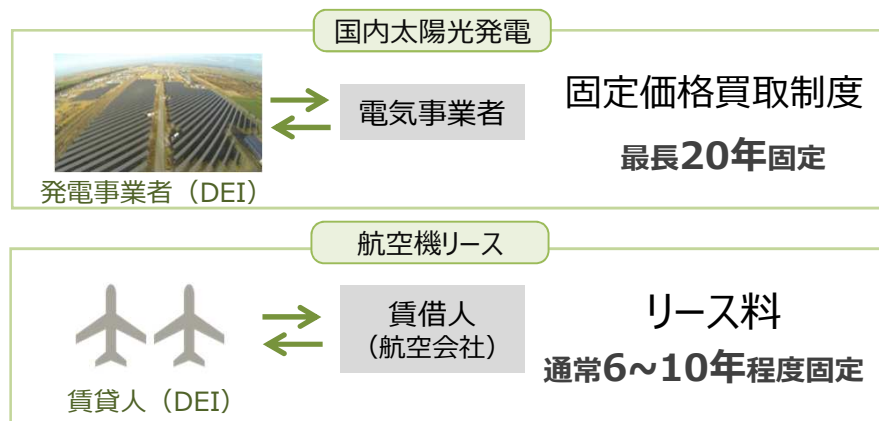 国内太陽光発電
電気事業者
固定価格買取制度
最長20年固定
発電事業者（DEI）
航空機リース
賃借人
（航空会社）
リース料
通常6~10年程度固定
賃貸人（DEI）